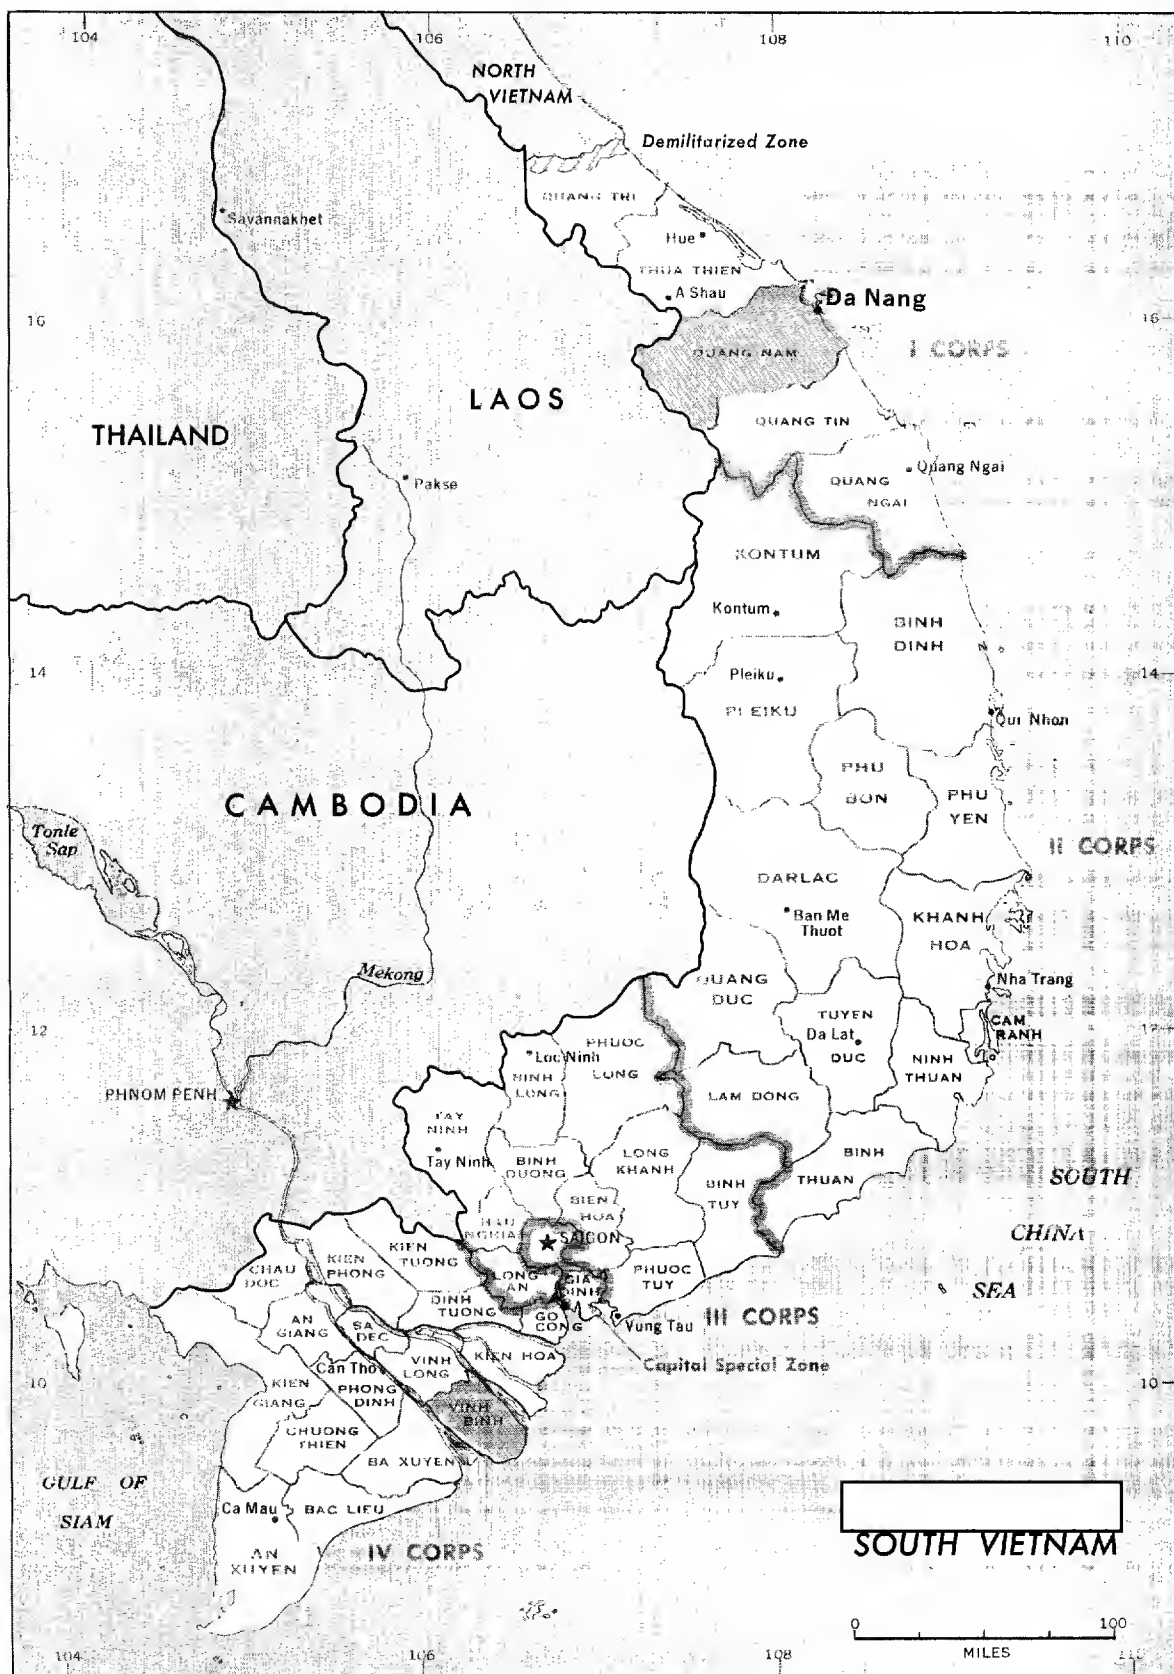 104
106
108
110
NORTH
VIETNAM
Demilitarized Zone
QUANG TRI
Savannakhet
Hue
THUA THIEN
A Shau
Da Nang
16
16
QUANG NAM
I CORPS
LAOS
THAILAND
QUANG TIN
Quang Ngai
QUANG
NGAI
Pakse
KONTUM
Kontum
BINH
DINH
14
14
Pleiku
PLEIKU
Qui Nhon
PHU
BON
CAMBODIA
PHU
YEN
Tonle
Sap
II CORPS
DARLAC
Ban Me
Thuot
KHANH
HOA
Mekong
QUANG
DUC
Nha Trang
TUYEN
DUC
Da Lat
CAM
RANH
12
12
PHUOC
LONG
Loc Ninh
NINH
LONG
NINH
THUAN
PHNOM PENH
LAM DONG
TAY
NINH
Tay Ninh
BINH
DUONG
LONG
KHANH
BINH
TUY
BINH
THUAN
SOUTH
CHINA
SEA
BIEN
HOA
HAU
NGHIA
SAIGON
KIEN
TUONG
KIEN
PHONG
CHAU
DOC
LONG
AN
GIA
DINH
PHUOC
TUY
DINH
TUONG
GO
CONG
Vung Tau
III CORPS
AN
GIANG
SA
DEC
KIEN HOA
Capital Special Zone
Can Tho
VINH
LONG
10
10
KIEN
GIANG
PHONG
DINH
VINH
BINH
CHUONG
THIEN
BA XUYEN
GULF OF
SIAM
Ca Mau
BAC LIEU
AN
XUYEN
IV CORPS
SOUTH VIETNAM
0
100
MILES
104
106
108
110